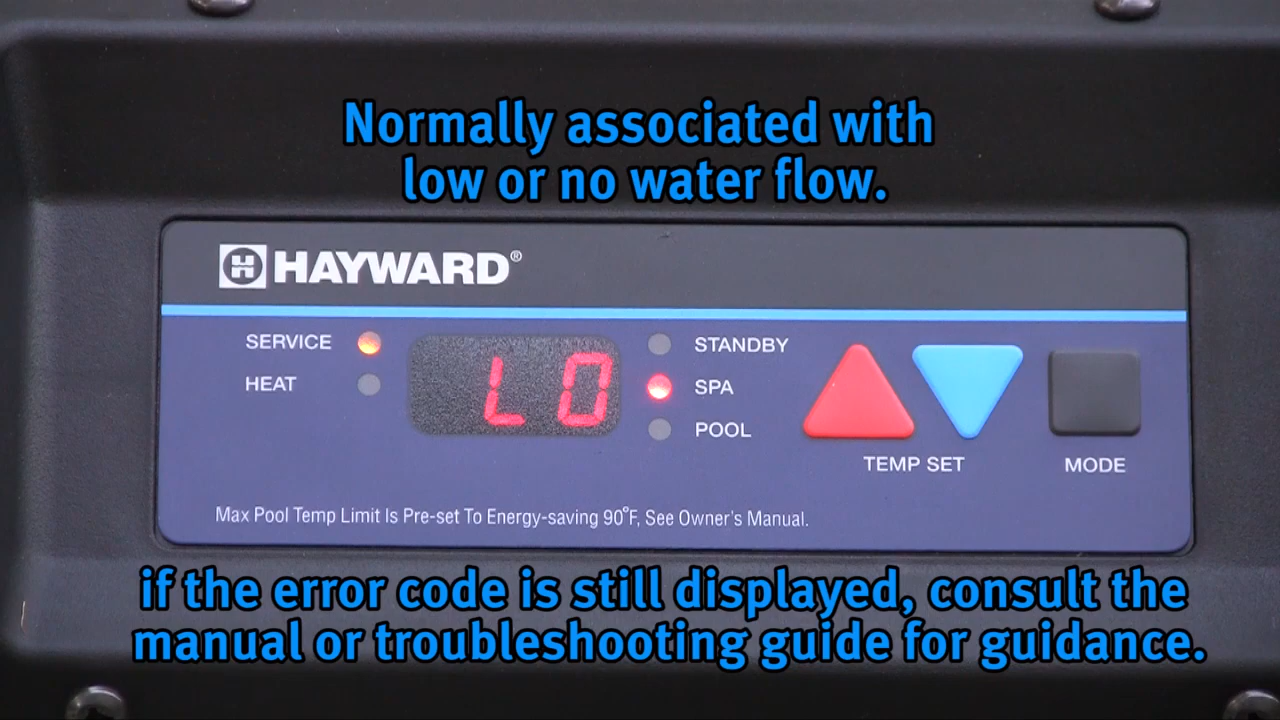 Normally associated with
low or no water flow.
HAYWARD®
SERVICE
HEAT
LO
STANDBY
SPA
POOL
TEMP SET
MODE
Max Pool Temp Limit Is Pre-set To Energy-saving 90°F, See Owner's Manual.
if the error code is still displayed, consult the
manual or troubleshooting guide for guidance.